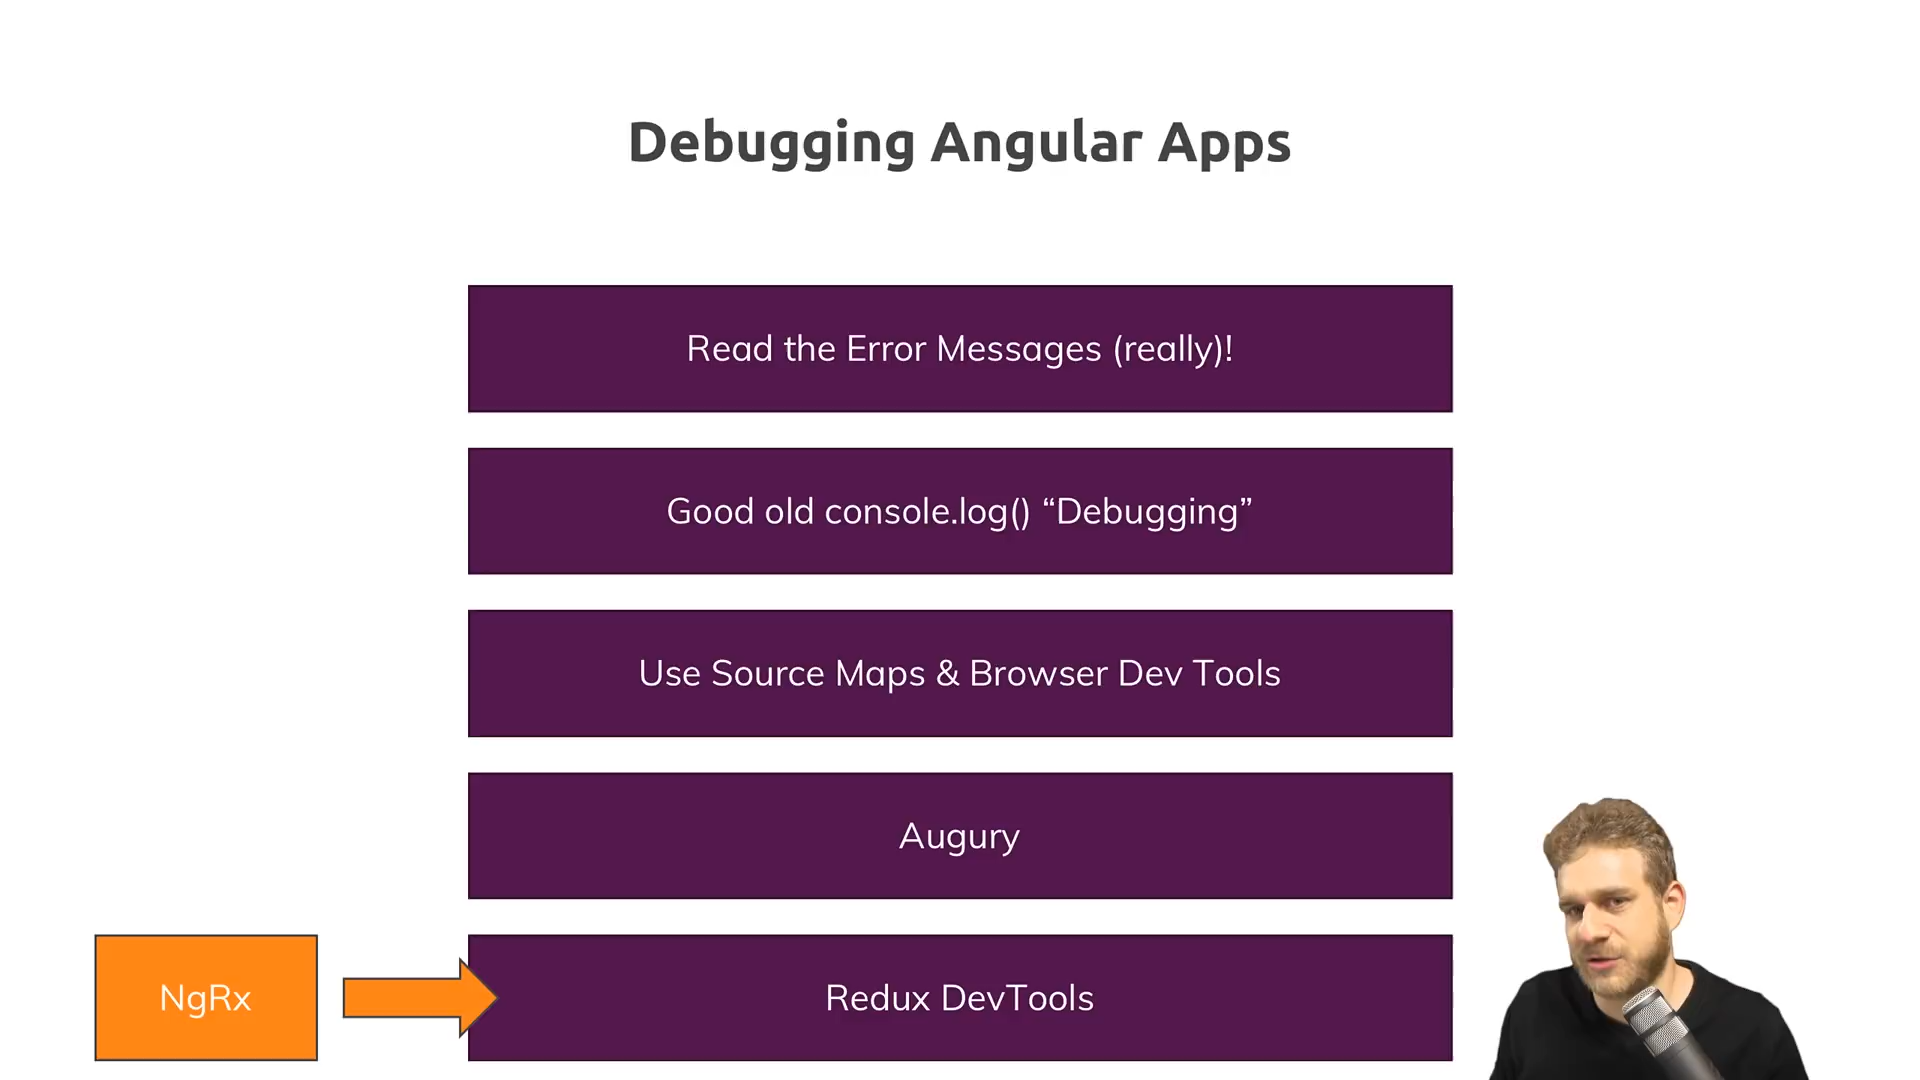 Debugging Angular Apps
Read the Error Messages (really)!
Good old console.log() “Debugging”
Use Source Maps & Browser Dev Tools
Augury
NgRx
Redux DevTools